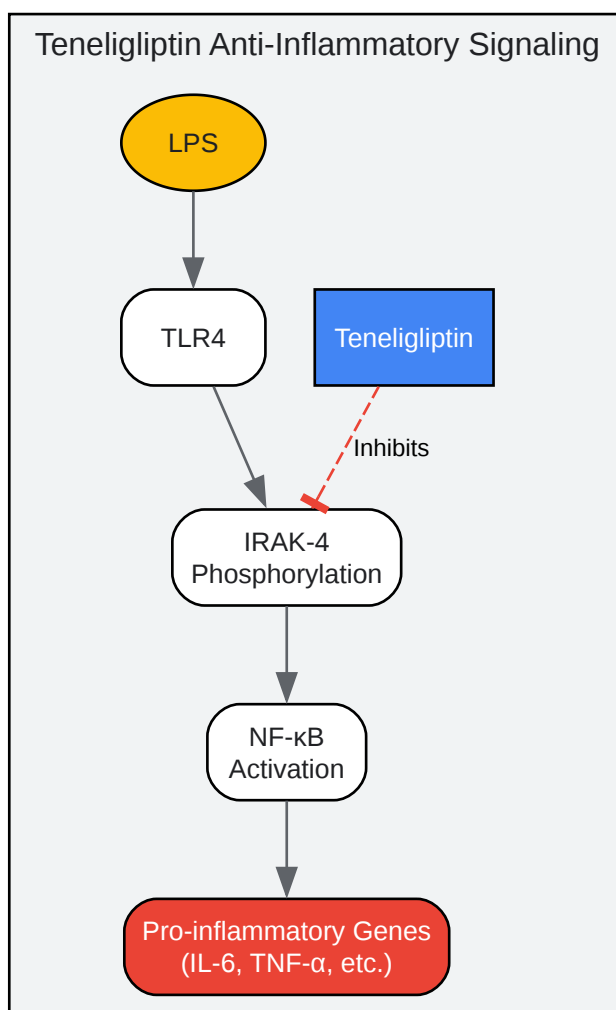 Teneligliptin Anti-Inflammatory Signaling
LPS
TLR4
Teneligliptin
Inhibits
IRAK-4
Phosphorylation
NF-κB
Activation
Pro-inflammatory Genes
(IL-6, TNF-α, etc.)